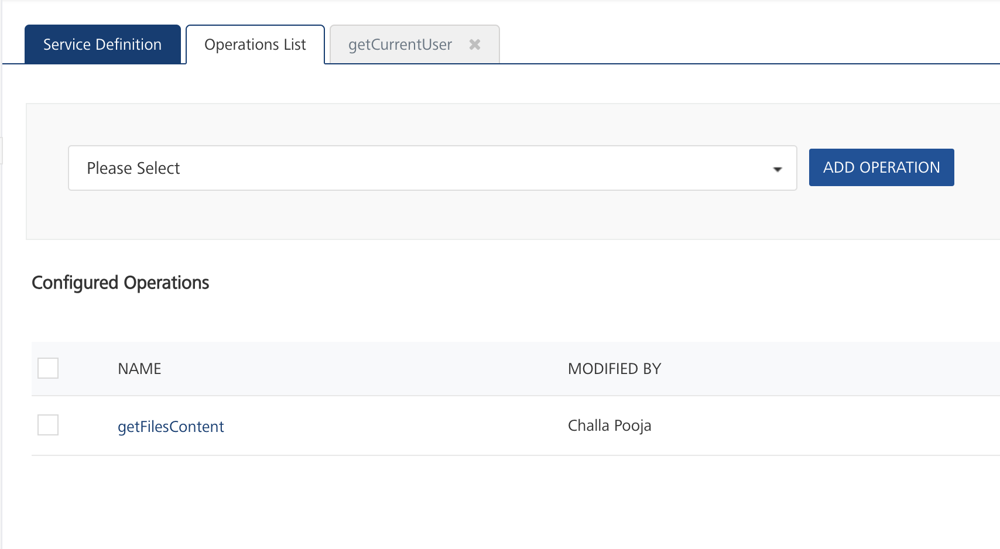 Service Definition
Operations List
getCurrentUser
Please Select
ADD OPERATION
Configured Operations
NAME
MODIFIED BY
getFilesContent
Challa Pooja